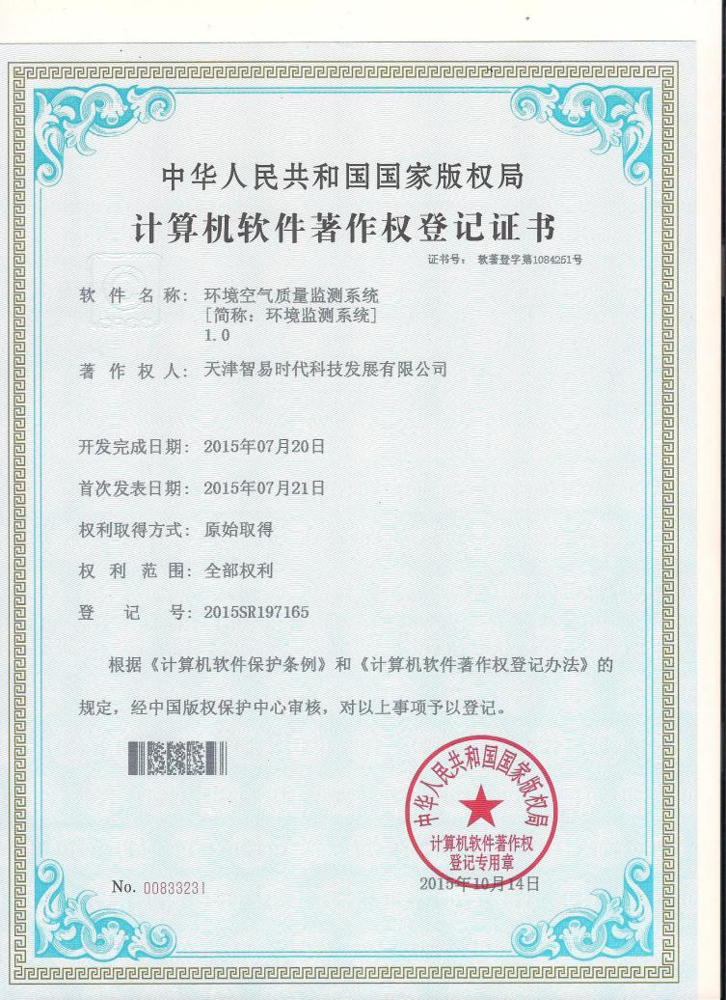 中华人民共和国国家版权局
计算机软件著作权登记证书
证书号： 软著登字第1084251号
软件名称： 环境空气质量监测系统
[简称：环境监测系统]
1.0
著作权人： 天津智易时代科技发展有限公司
开发完成日期： 2015年07月20日
首次发表日期： 2015年07月21日
权利取得方式： 原始取得
权利范围： 全部权利
登记号： 2015SR197165
根据《计算机软件保护条例》和《计算机软件著作权登记办法》的
规定，经中国版权保护中心审核，对以上事项予以登记。
中华人民共和国国家版权局
计算机软件著作权
登记专用章
No. 00833231
2015年10月14日